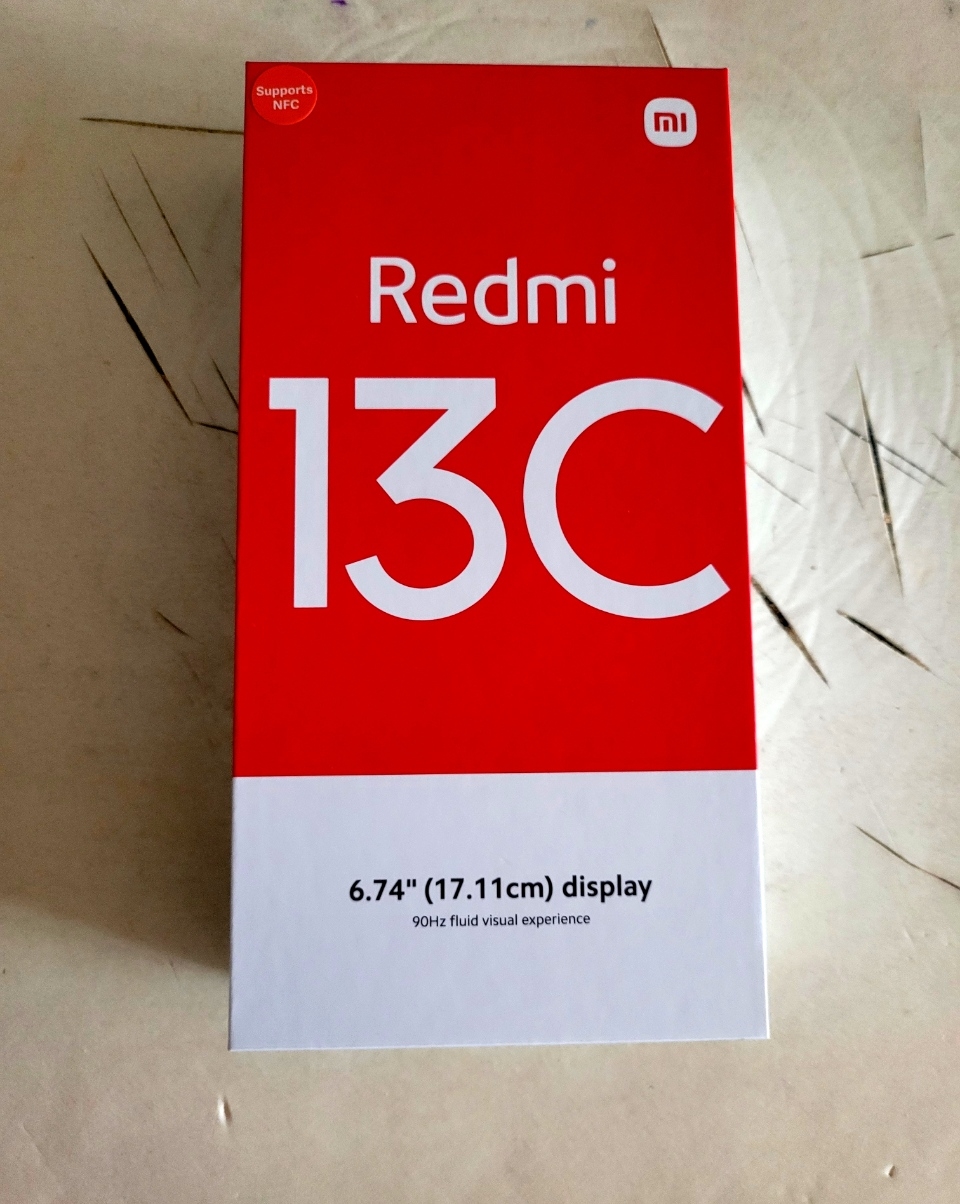 Supports
NFC
mi
Redmi
13C
6.74" (17.11cm) display
90Hz fluid visual experience